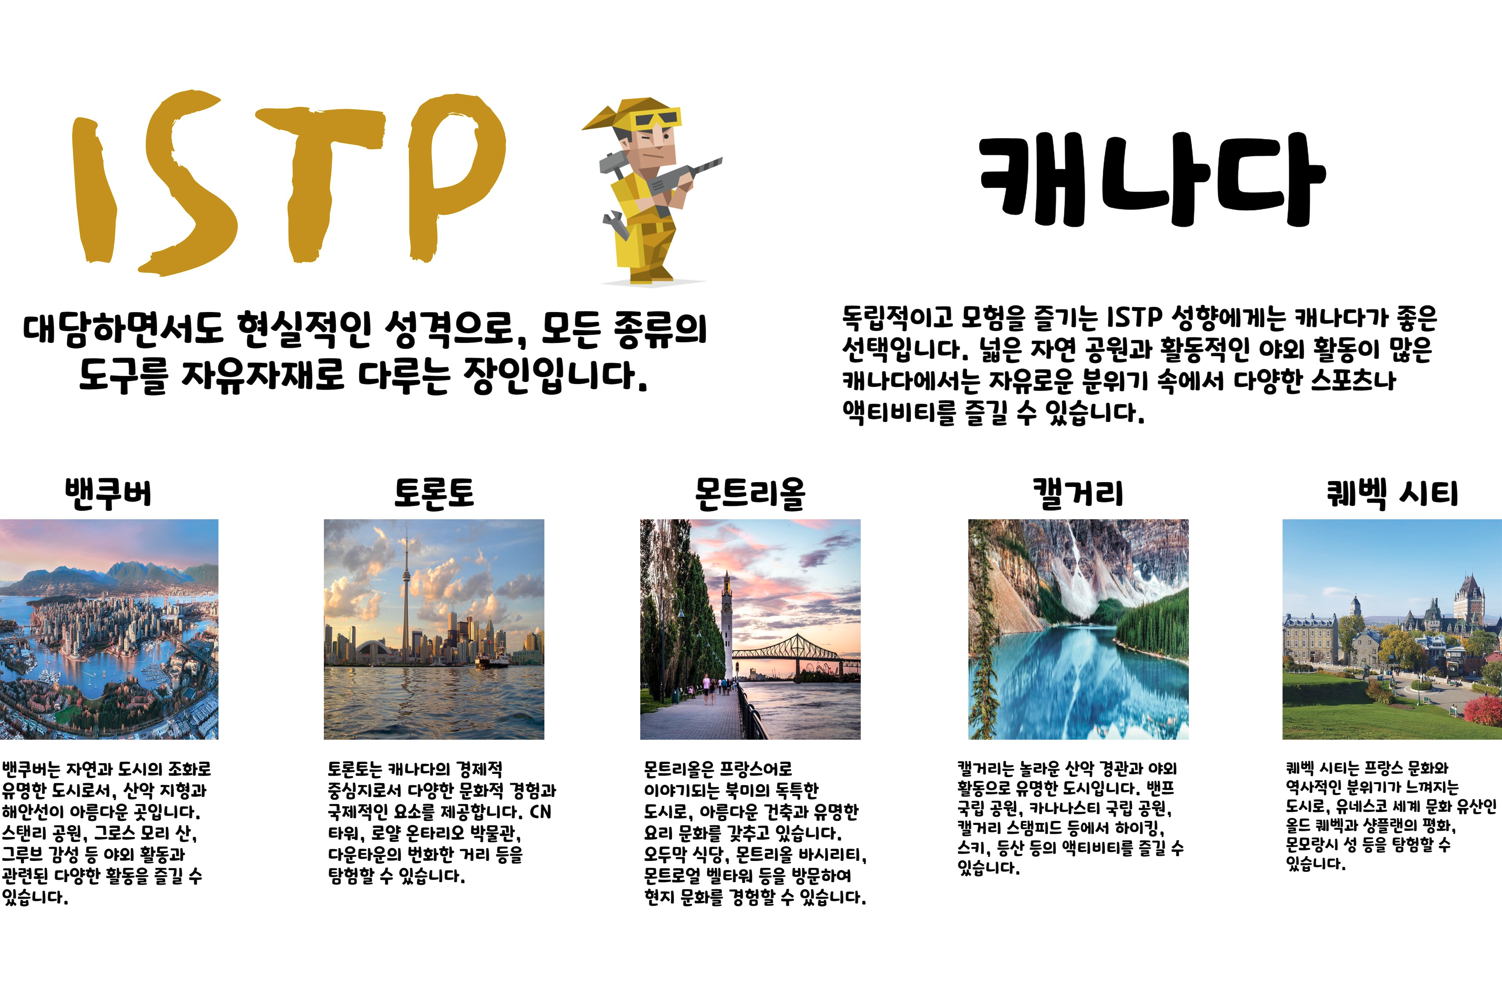 ISTP
대담하면서도 현실적인 성격으로, 모든 종류의
도구를 자유자재로 다루는 장인입니다.
캐나다
독립적이고 모험을 즐기는 ISTP 성향에게는 캐나다가 좋은
선택입니다. 넓은 자연 공원과 활동적인 야외 활동이 많은
캐나다에서는 자유로운 분위기 속에서 다양한 스포츠나
액티비티를 즐길 수 있습니다.
밴쿠버
밴쿠버는 자연과 도시의 조화로
유명한 도시로서, 산악 지형과
해안선이 아름다운 곳입니다.
스탠리 공원, 그로스 모리 산,
그루브 감성 등 야외 활동과
관련된 다양한 활동을 즐길 수
있습니다.
토론토
토론토는 캐나다의 경제적
중심지로서 다양한 문화적 경험과
국제적인 요소를 제공합니다. CN
타워, 로얄 온타리오 박물관,
다운타운의 번화한 거리 등을
탐험할 수 있습니다.
몬트리올
몬트리올은 프랑스어로
이야기되는 북미의 독특한
도시로, 아름다운 건축과 유명한
요리 문화를 갖추고 있습니다.
오두막 식당, 몬트리올 바시리티,
몬트로얼 벨타워 등을 방문하여
현지 문화를 경험할 수 있습니다.
캘거리
캘거리는 놀라운 산악 경관과 야외
활동으로 유명한 도시입니다. 밴프
국립 공원, 카나나스티 국립 공원,
캘거리 스탬피드 등에서 하이킹,
스키, 등산 등의 액티비티를 즐길 수
있습니다.
퀘벡 시티
퀘벡 시티는 프랑스 문화와
역사적인 분위기가 느껴지는
도시로, 유네스코 세계 문화 유산인
올드 퀘벡과 샹플랜의 평화,
몬모랑시 성 등을 탐험할 수
있습니다.